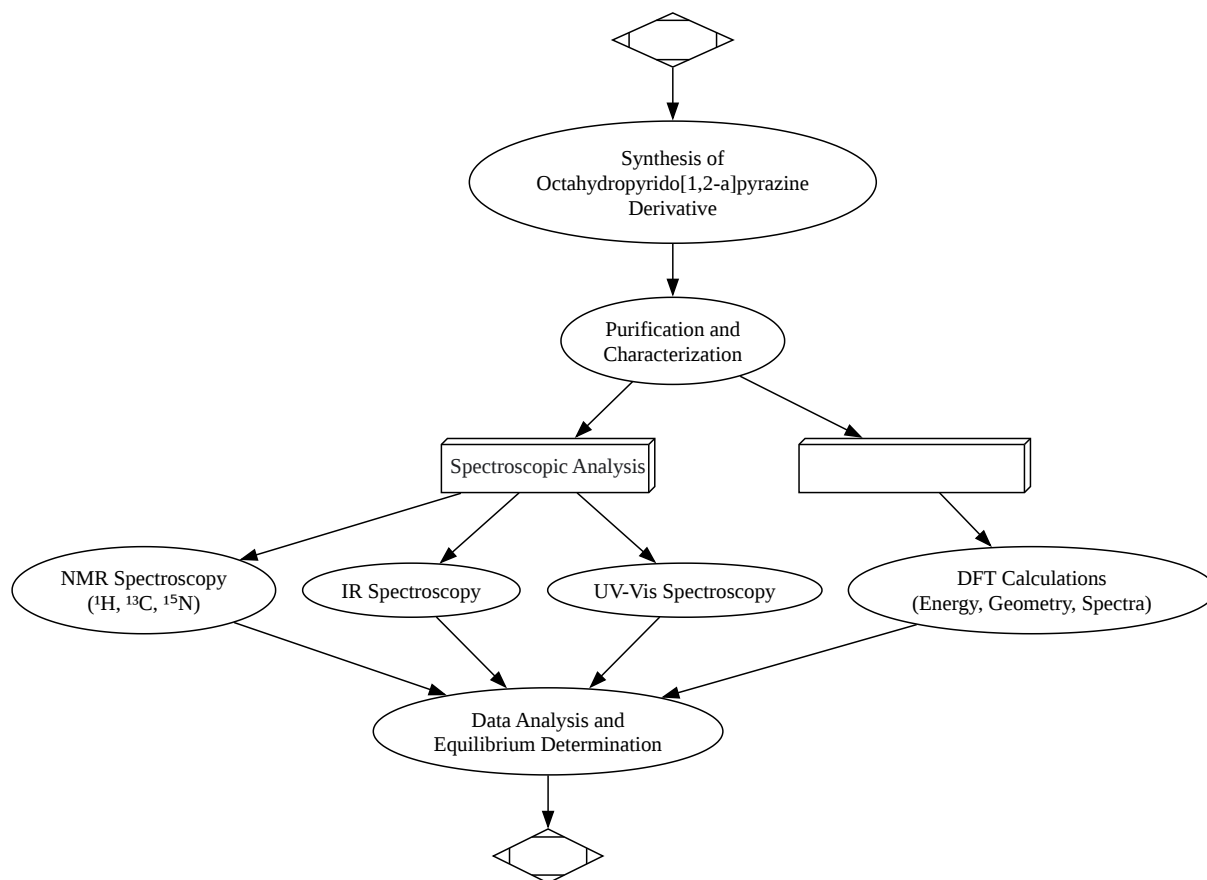 Synthesis of
Octahydropyrido[1,2-a]pyrazine
Derivative
Purification and
Characterization
Spectroscopic Analysis
NMR Spectroscopy
(¹H, ¹³C, ¹⁵N)
IR Spectroscopy
UV-Vis Spectroscopy
DFT Calculations
(Energy, Geometry, Spectra)
Data Analysis and
Equilibrium Determination